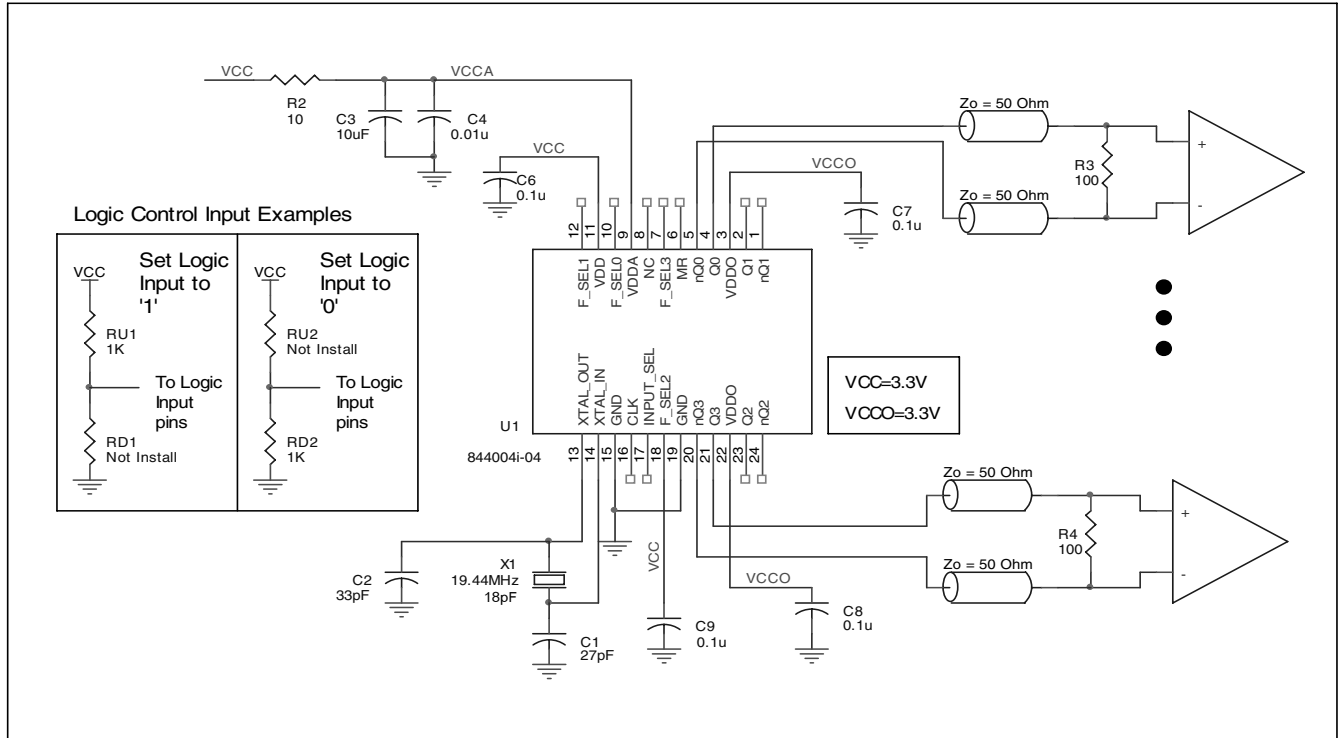 VCC
R2
10
VCCA
C3
10uF
C4
0.01u
VCC
C6
0.1u
Zo = 50 Ohm
R3
100
+
-
Zo = 50 Ohm
VCCO
C7
0.1u
Logic Control Input Examples
VCC
Set Logic
Input to
'1'
RU1
1K
To Logic
Input
pins
RD1
Not Install
VCC
Set Logic
Input to
'0'
RU2
Not Install
To Logic
Input
pins
RD2
1K
12
11
10
9
8
7
6
5
4
3
2
1
F_SEL1
VDD
F_SEL0
VDDA
NC
F_SEL3
MR
nQ0
Q0
VDDO
Q1
nQ1
XTAL_OUT
XTAL_IN
GND
CLK
INPUT_SEL
F_SEL2
GND
nQ3
Q3
VDDO
Q2
nQ2
U1
844004i-04
13
14
15
16
17
18
19
20
21
22
23
24
VCC=3.3V
VCCO=3.3V
C2
33pF
X1
19.44MHz
18pF
C1
27pF
VCC
C9
0.1u
VCCO
C8
0.1u
Zo = 50 Ohm
R4
100
+
-
Zo = 50 Ohm